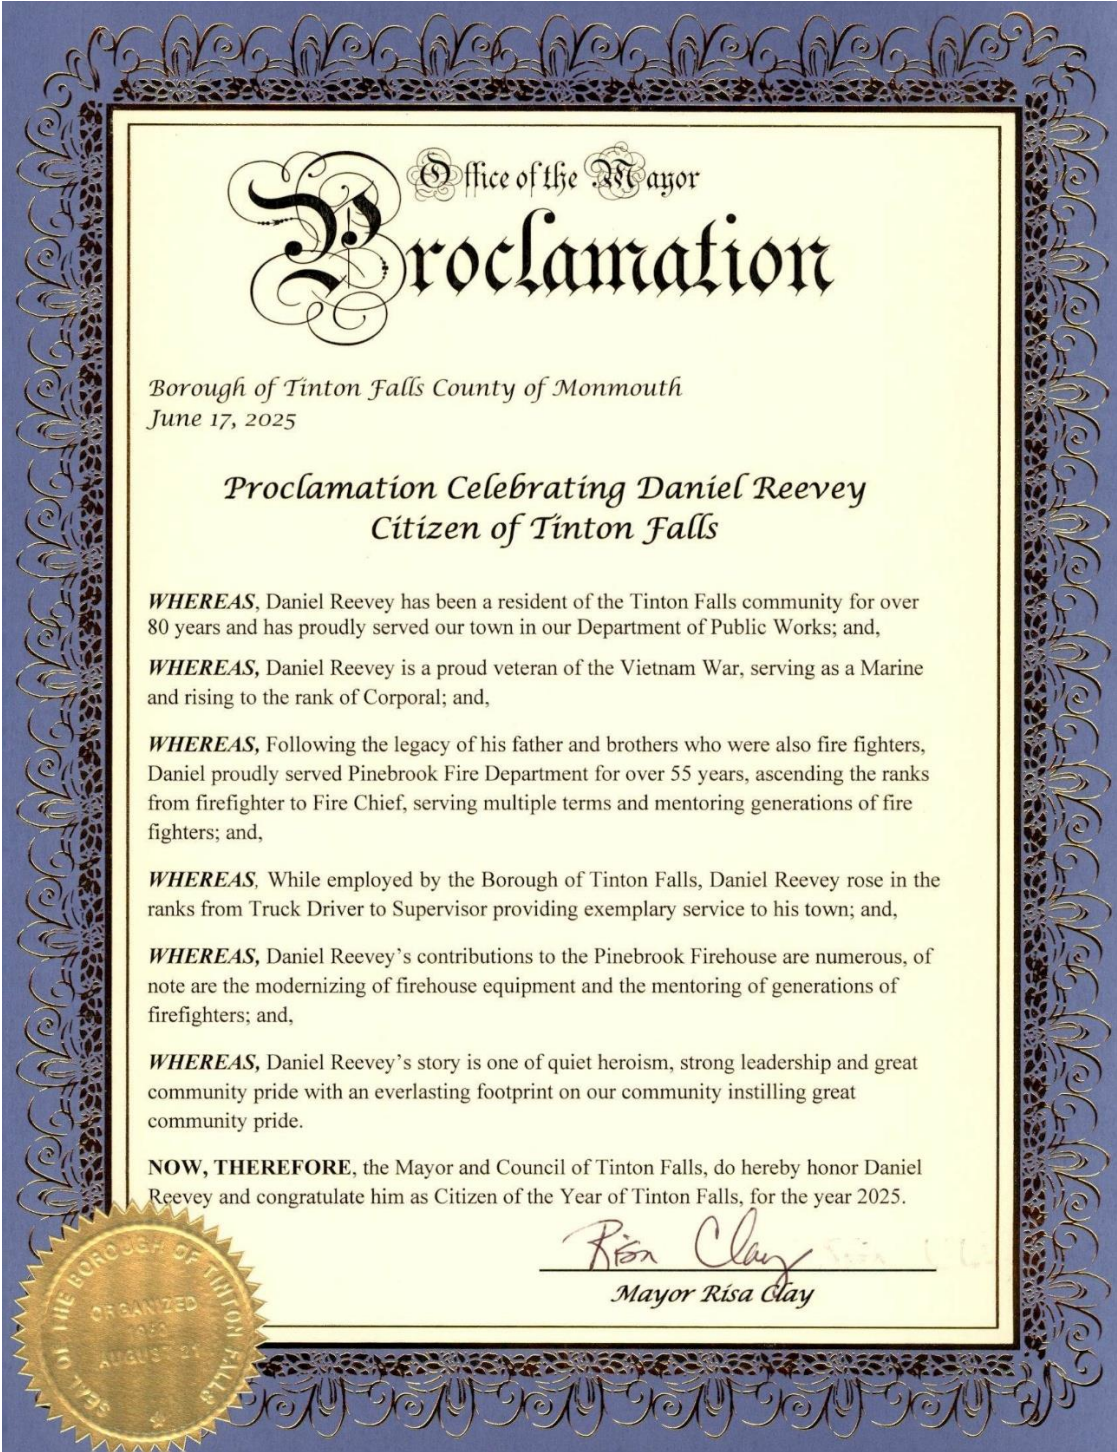 Office of the Mayor
Proclamation
Borough of Tinton Falls County of Monmouth
June 17, 2025
Proclamation Celebrating Daniel Reevey
Citizen of Tinton Falls
WHEREAS, Daniel Reevey has been a resident of the Tinton Falls community for over
80 years and has proudly served our town in our Department of Public Works; and,
WHEREAS, Daniel Reevey is a proud veteran of the Vietnam War, serving as a Marine
and rising to the rank of Corporal; and,
WHEREAS, Following the legacy of his father and brothers who were also fire fighters,
Daniel proudly served Pinebrook Fire Department for over 55 years, ascending the ranks
from firefighter to Fire Chief, serving multiple terms and mentoring generations of fire
fighters; and,
WHEREAS, While employed by the Borough of Tinton Falls, Daniel Reevey rose in the
ranks from Truck Driver to Supervisor providing exemplary service to his town; and,
WHEREAS, Daniel Reevey's contributions to the Pinebrook Firehouse are numerous, of
note are the modernizing of firehouse equipment and the mentoring of generations of
firefighters; and,
WHEREAS, Daniel Reevey's story is one of quiet heroism, strong leadership and great
community pride with an everlasting footprint on our community instilling great
community pride.
NOW, THEREFORE, the Mayor and Council of Tinton Falls, do hereby honor Daniel
Reevey and congratulate him as Citizen of the Year of Tinton Falls, for the year 2025.
Risa Clay
Mayor Risa Clay
SEAL OF THE BOROUGH OF TINTON FALLS
ORGANIZED
AUGUST 21